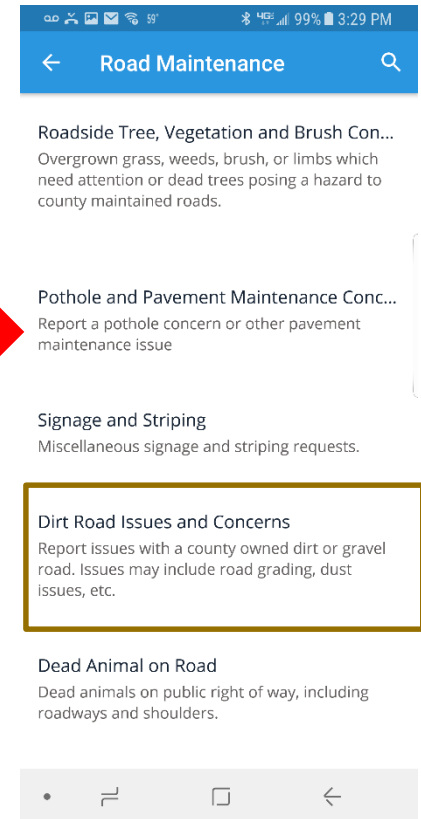 59° 4GE 99% 3:29 PM
Road Maintenance
Roadside Tree, Vegetation and Brush Con...
Overgrown grass, weeds, brush, or limbs which
need attention or dead trees posing a hazard to
county maintained roads.
Pothole and Pavement Maintenance Conc...
Report a pothole concern or other pavement
maintenance issue
Signage and Striping
Miscellaneous signage and striping requests.
Dirt Road Issues and Concerns
Report issues with a county owned dirt or gravel
road. Issues may include road grading, dust
issues, etc.
Dead Animal on Road
Dead animals on public right of way, including
roadways and shoulders.